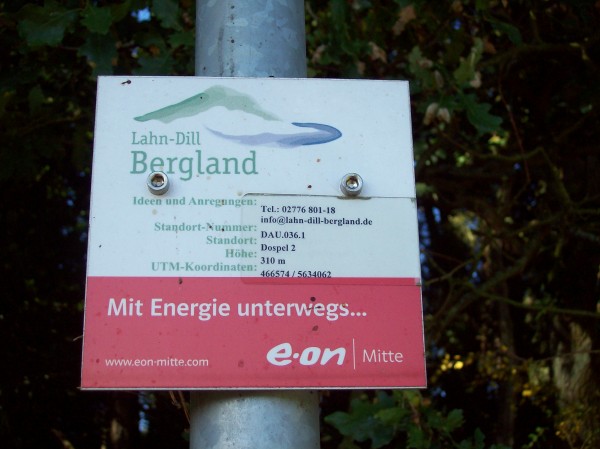 Lahn-Dill
Bergland
Ideen und Anregungen: Tel.: 02776 801-18
info@lahn-dill-bergland.de
Standort-Nummer: DAU.036.1
Standort: Dospel 2
Höhe: 310 m
UTM-Koordinaten: 466574 / 5634062
Mit Energie unterwegs...
www.eon-mitte.com
e·on | Mitte